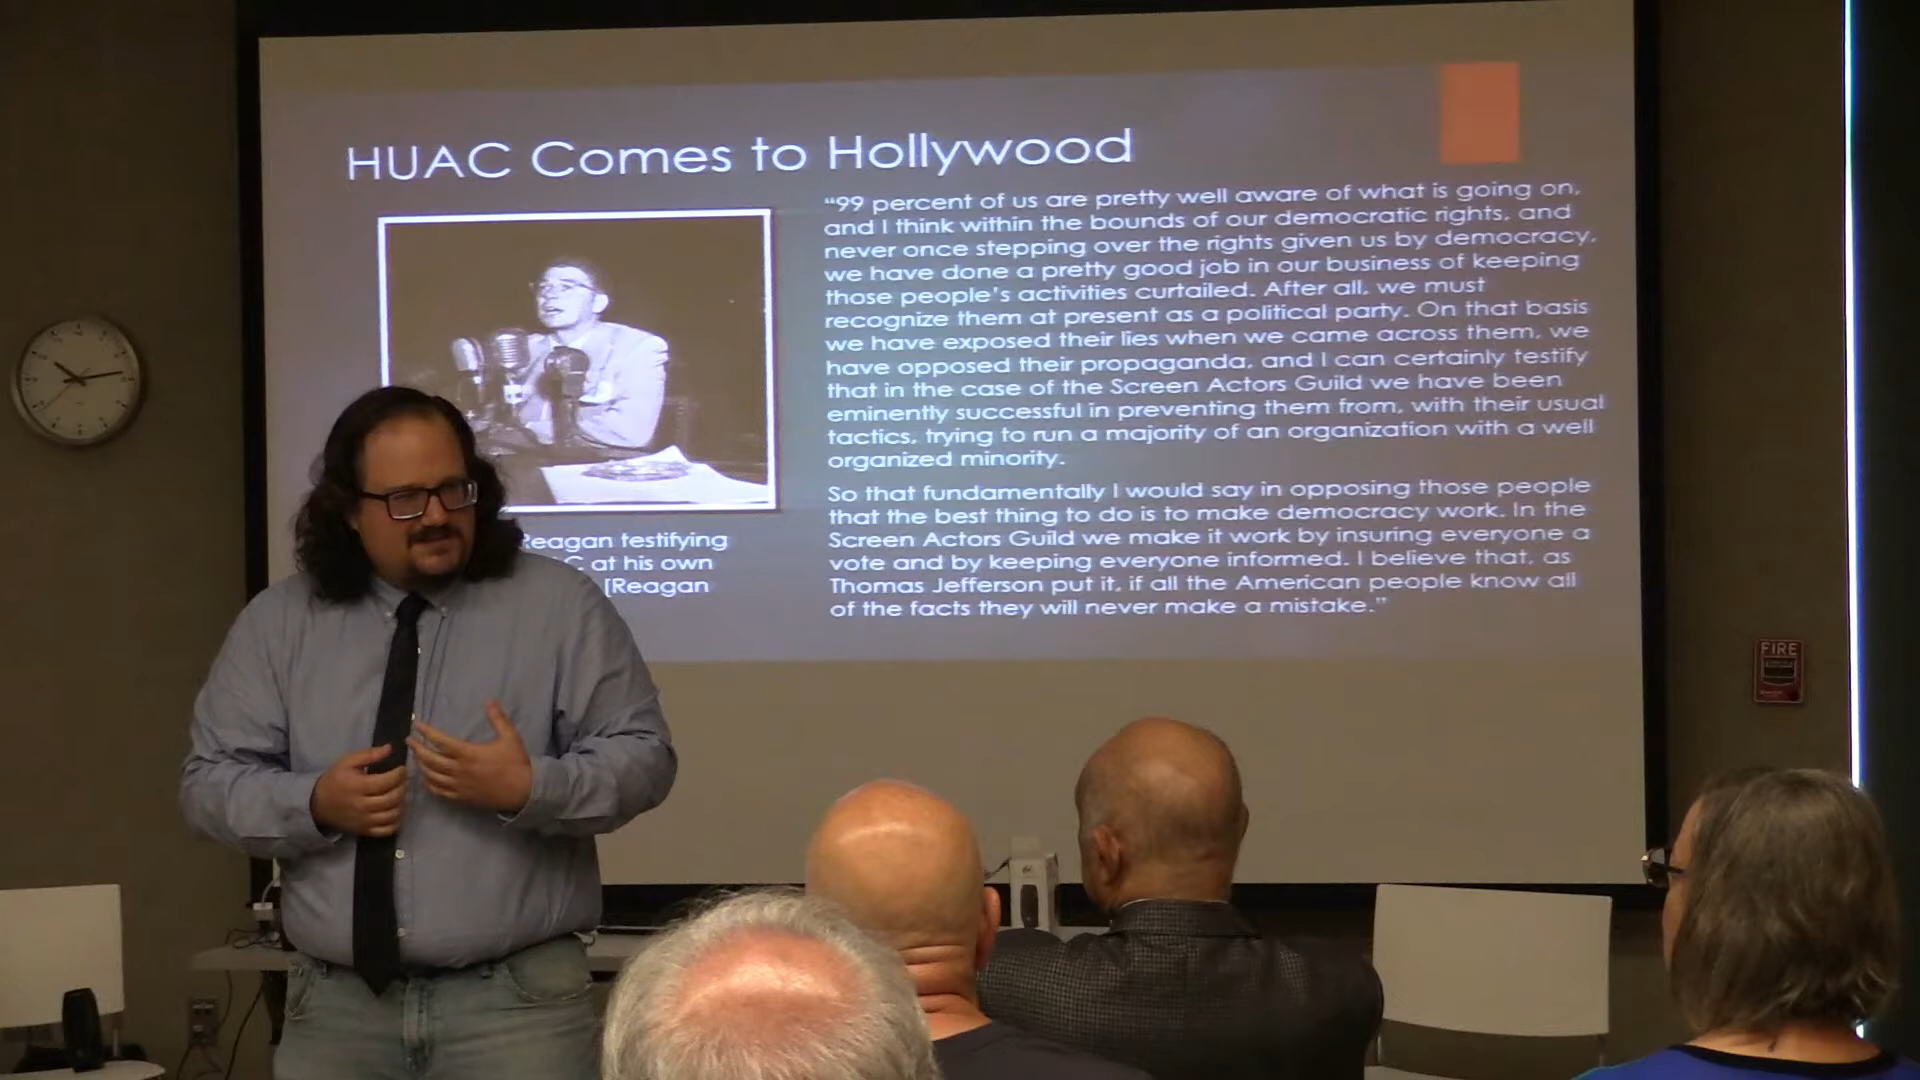 HUAC Comes to Hollywood
“99 percent of us are pretty well aware of what is going on,
and I think within the bounds of our democratic rights, and
never once stepping over the rights given us by democracy,
we have done a pretty good job in our business of keeping
those people’s activities curtailed. After all, we must
recognize them at present as a political party. On that basis
we have exposed their lies when we came across them, we
have opposed their propaganda, and I can certainly testify
that in the case of the Screen Actors Guild we have been
eminently successful in preventing them from, with their usual
tactics, trying to run a majority of an organization with a well
organized minority.
So that fundamentally I would say in opposing those people
that the best thing to do is to make democracy work. In the
Screen Actors Guild we make it work by insuring everyone a
vote and by keeping everyone informed. I believe that, as
Thomas Jefferson put it, if all the American people know all
of the facts they will never make a mistake.”
Reagan testifying
C at his own
[Reagan
FIRE